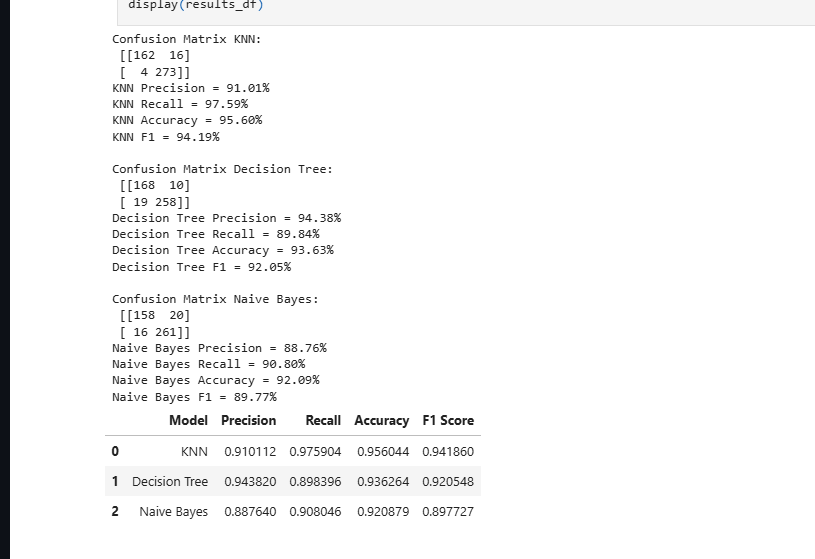 display(results_df)
Confusion Matrix KNN:
[[162  16]
[  4 273]]
KNN Precision = 91.01%
KNN Recall = 97.59%
KNN Accuracy = 95.60%
KNN F1 = 94.19%
Confusion Matrix Decision Tree:
[[168  10]
[ 19 258]]
Decision Tree Precision = 94.38%
Decision Tree Recall = 89.84%
Decision Tree Accuracy = 93.63%
Decision Tree F1 = 92.05%
Confusion Matrix Naive Bayes:
[[158  20]
[ 16 261]]
Naive Bayes Precision = 88.76%
Naive Bayes Recall = 90.80%
Naive Bayes Accuracy = 92.09%
Naive Bayes F1 = 89.77%
Model Precision Recall Accuracy F1 Score
0 KNN 0.910112 0.975904 0.956044 0.941860
1 Decision Tree 0.943820 0.898396 0.936264 0.920548
2 Naive Bayes 0.887640 0.908046 0.920879 0.897727